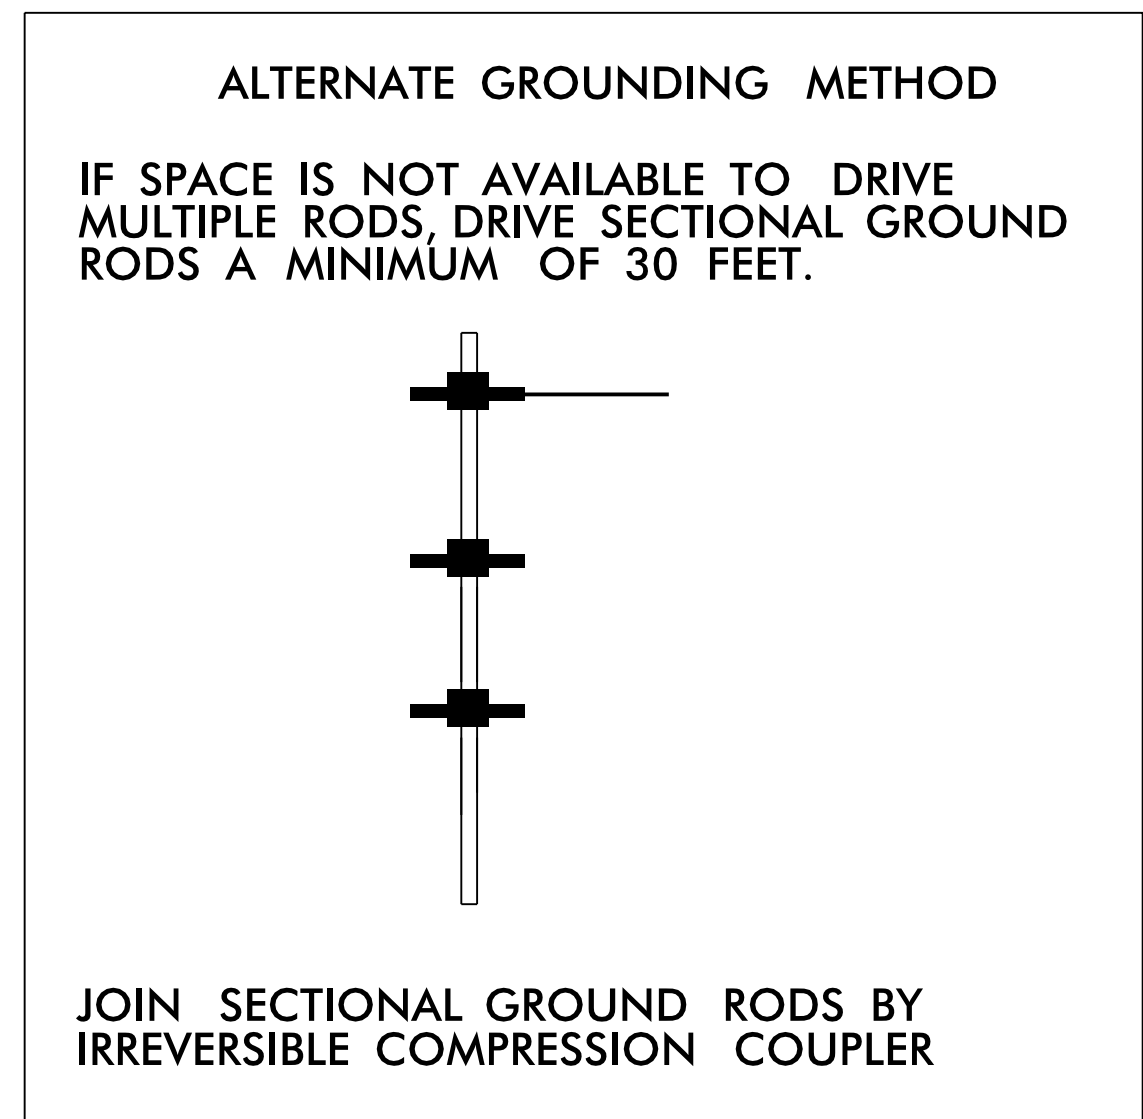 ALTERNATE GROUNDING METHOD
IF SPACE IS NOT AVAILABLE TO DRIVE
MULTIPLE RODS, DRIVE SECTIONAL GROUND
RODS A MINIMUM OF 30 FEET.
JOIN SECTIONAL GROUND RODS BY
IRREVERSIBLE COMPRESSION COUPLER